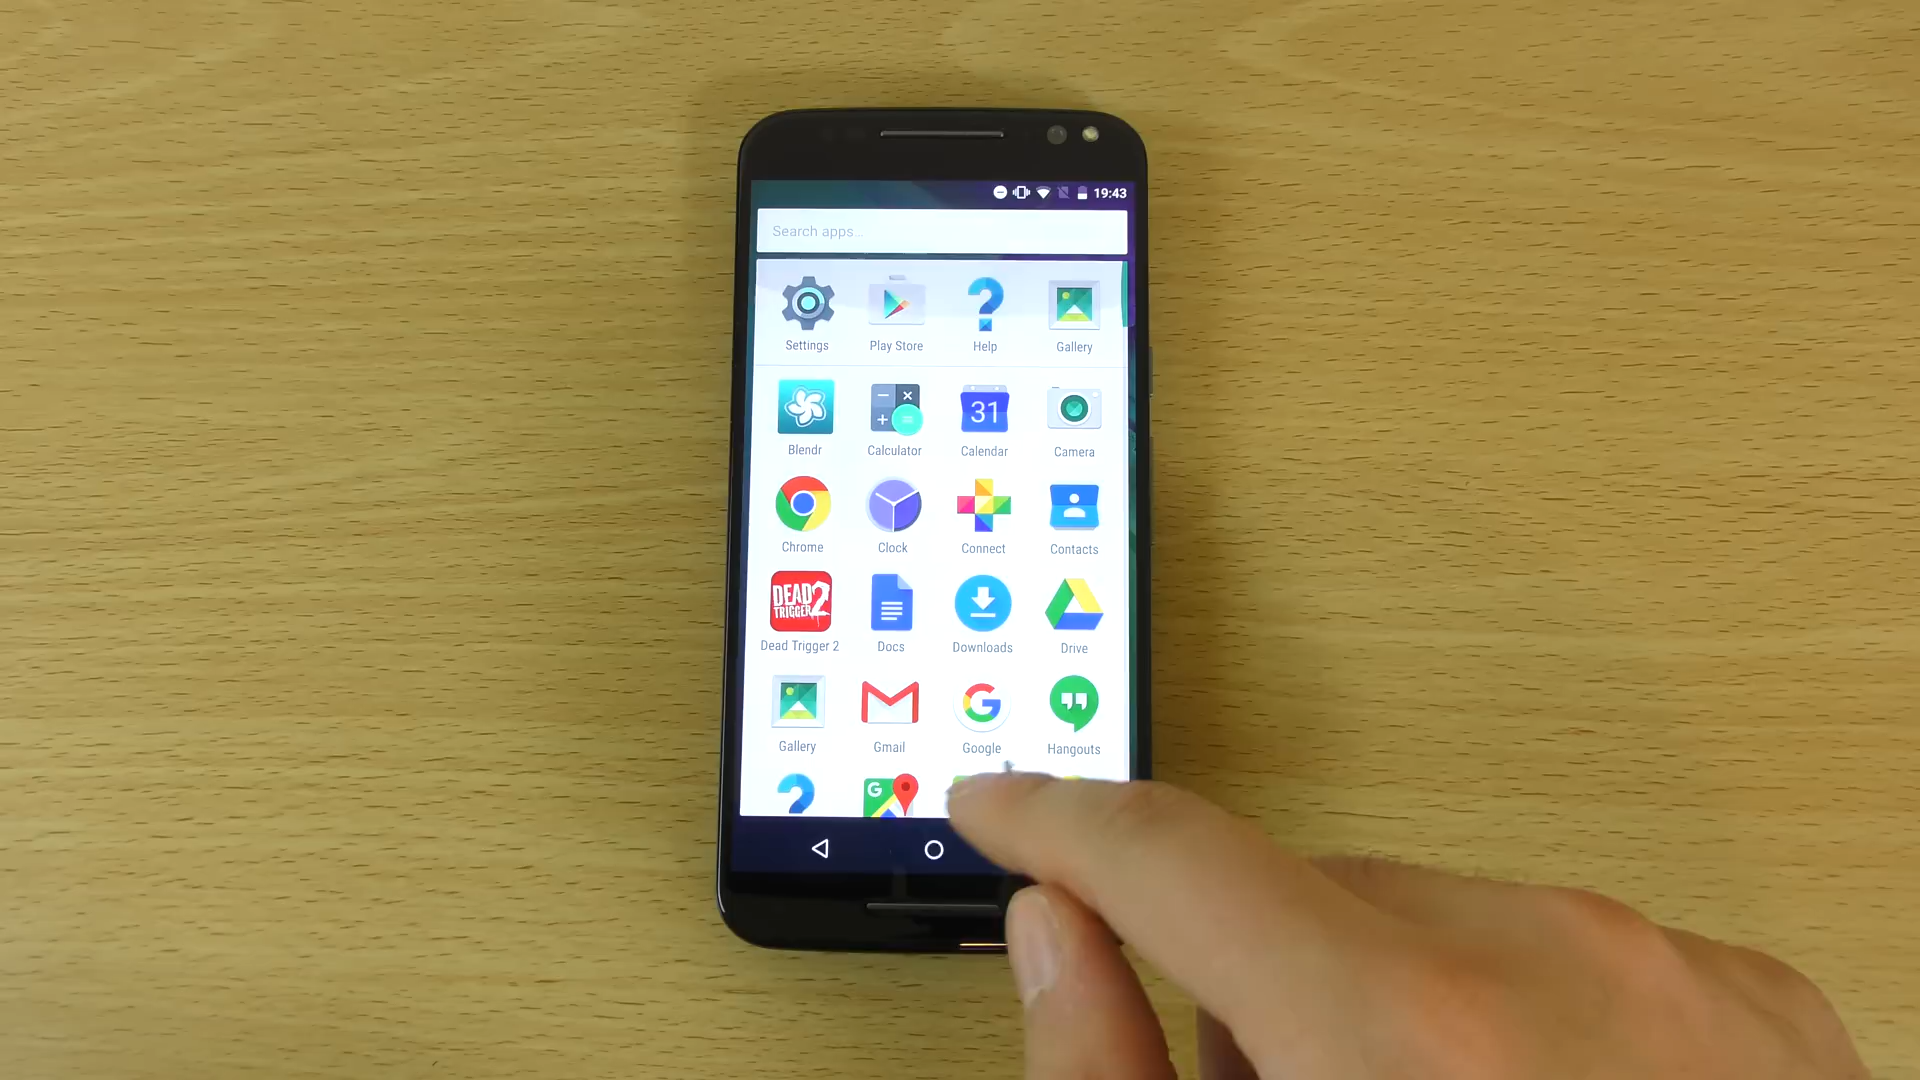 19:43
Search apps...
Settings Play Store Help Gallery
31
Blendr Calculator Calendar Camera
Chrome Clock Connect Contacts
DEAD
TRIGGER 2
Dead Trigger 2 Docs Downloads Drive
Gallery Gmail Google Hangouts
G